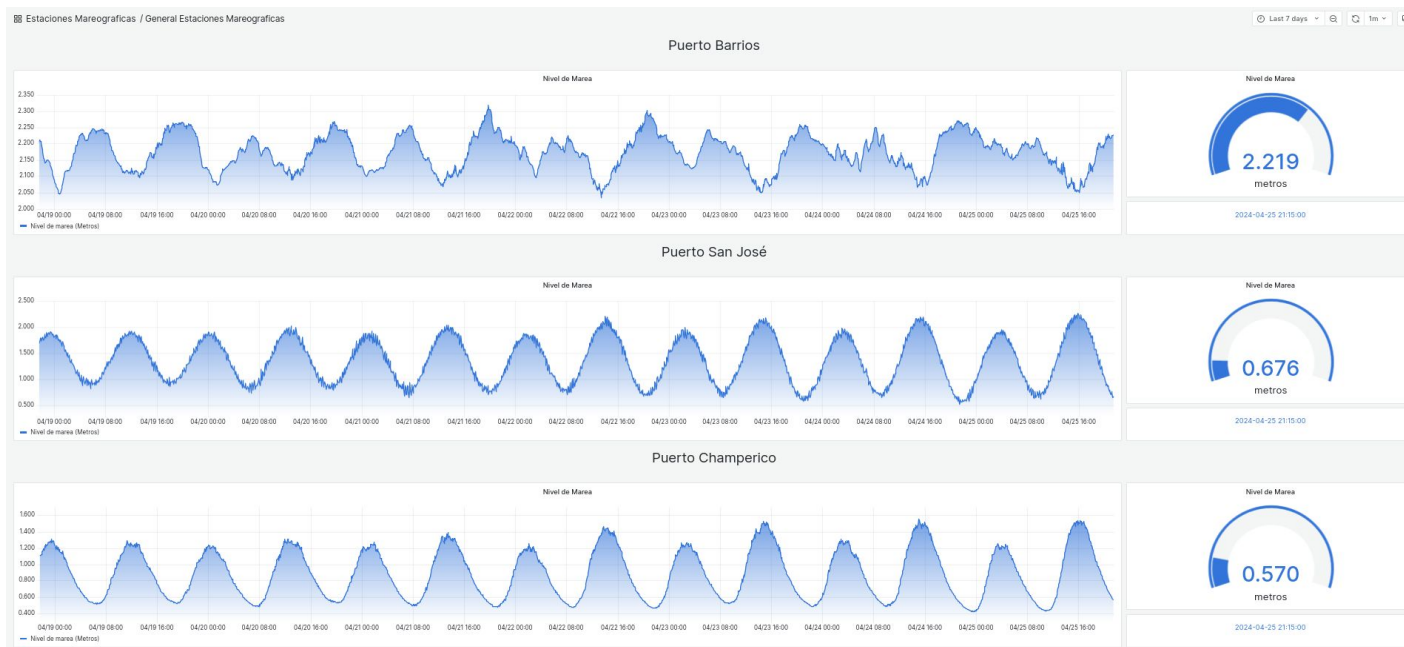 Estaciones Mareograficas / General Estaciones Mareograficas
Last 7 days
1m
Puerto Barrios
Nivel de Marea
2.350
2.300
2.250
2.200
2.150
2.100
2.050
2.000
04/19 00:00 04/19 08:00 04/19 16:00 04/20 00:00 04/20 08:00 04/20 16:00 04/21 00:00 04/21 08:00 04/21 16:00 04/22 00:00 04/22 08:00 04/22 16:00 04/23 00:00 04/23 08:00 04/23 16:00 04/24 00:00 04/24 08:00 04/24 16:00 04/25 00:00 04/25 08:00 04/25 16:00
Nivel de marea (Metros)
Nivel de Marea
2.219
metros
2024-04-25 21:15:00
Puerto San José
Nivel de Marea
2.500
2.000
1.500
1.000
0.500
04/19 00:00 04/19 08:00 04/19 16:00 04/20 00:00 04/20 08:00 04/20 16:00 04/21 00:00 04/21 08:00 04/21 16:00 04/22 00:00 04/22 08:00 04/22 16:00 04/23 00:00 04/23 08:00 04/23 16:00 04/24 00:00 04/24 08:00 04/24 16:00 04/25 00:00 04/25 08:00 04/25 16:00
Nivel de marea (Metros)
Nivel de Marea
0.676
metros
2024-04-25 21:15:00
Puerto Champerico
Nivel de Marea
1.600
1.400
1.200
1.000
0.800
0.600
0.400
04/19 00:00 04/19 08:00 04/19 16:00 04/20 00:00 04/20 08:00 04/20 16:00 04/21 00:00 04/21 08:00 04/21 16:00 04/22 00:00 04/22 08:00 04/22 16:00 04/23 00:00 04/23 08:00 04/23 16:00 04/24 00:00 04/24 08:00 04/24 16:00 04/25 00:00 04/25 08:00 04/25 16:00
Nivel de marea (Metros)
Nivel de Marea
0.570
metros
2024-04-25 21:15:00